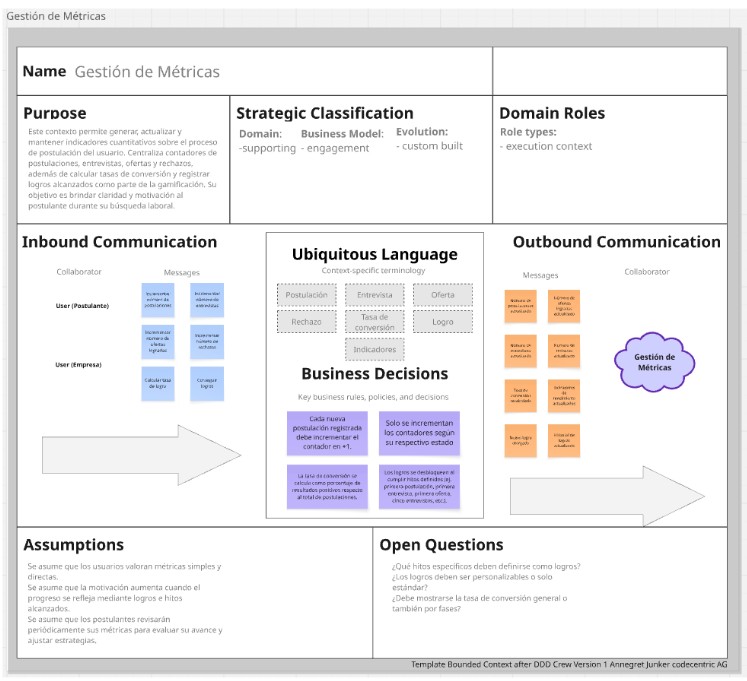 Gestión de Métricas
Name Gestión de Métricas
Purpose
Este contexto permite generar, actualizar y
mantener indicadores cuantitativos sobre el proceso
de postulación del usuario. Centraliza contadores de
postulaciones, entrevistas, ofertas y rechazos,
además de calcular tasas de conversión y registrar
logros alcanzados como parte de la gamificación. Su
objetivo es brindar claridad y motivación al
postulante durante su búsqueda laboral.
Strategic Classification
Domain:
-supporting
Business Model:
- engagement
Evolution:
- custom built
Domain Roles
Role types:
- execution context
Inbound Communication
Collaborator
Messages
User (Postulante)
User (Empresa)
Incrementar
número de
postulaciones
Incrementar
número de
entrevistas
Incrementar
número de
ofertas
logradas
Incrementar
número de
rechazos
Calcular
Conseguir
logros
Ubiquitous Language
Context-specific terminology
Postulación
Entrevista
Oferta
Rechazo
Tasa de
conversión
Logro
Indicadores
Business Decisions
Key business rules, policies, and decisions
Cada nueva
postulación registrada
debe incrementar el
contador en +1.
Solo se incrementan
los contadores según
su respectivo estado
La tasa de conversión se
calcula como porcentaje de
resultados positivos respecto
al total de postulaciones.
Los logros se desbloquean al
cumplir hitos definidos (ej.
primera postulación, primera
entrevista, primera oferta,
cinco entrevistas, etc.).
Outbound Communication
Messages
Collaborator
Gestión de
Métricas
Assumptions
Se asume que los usuarios valoran métricas simples y
directas.
Se asume que la motivación aumenta cuando el
progreso se refleja mediante logros e hitos
alcanzados.
Se asume que los postulantes revisarán
periódicamente sus métricas para evaluar su avance y
ajustar estrategias.
Open Questions
¿Qué hitos específicos deben definirse como logros?
¿Los logros deben ser personalizables o solo
estándar?
¿Debe mostrarse la tasa de conversión general o
también por fases?
Template Bounded Context after DDD Crew Version 1 Annegret Junker codecentric AG